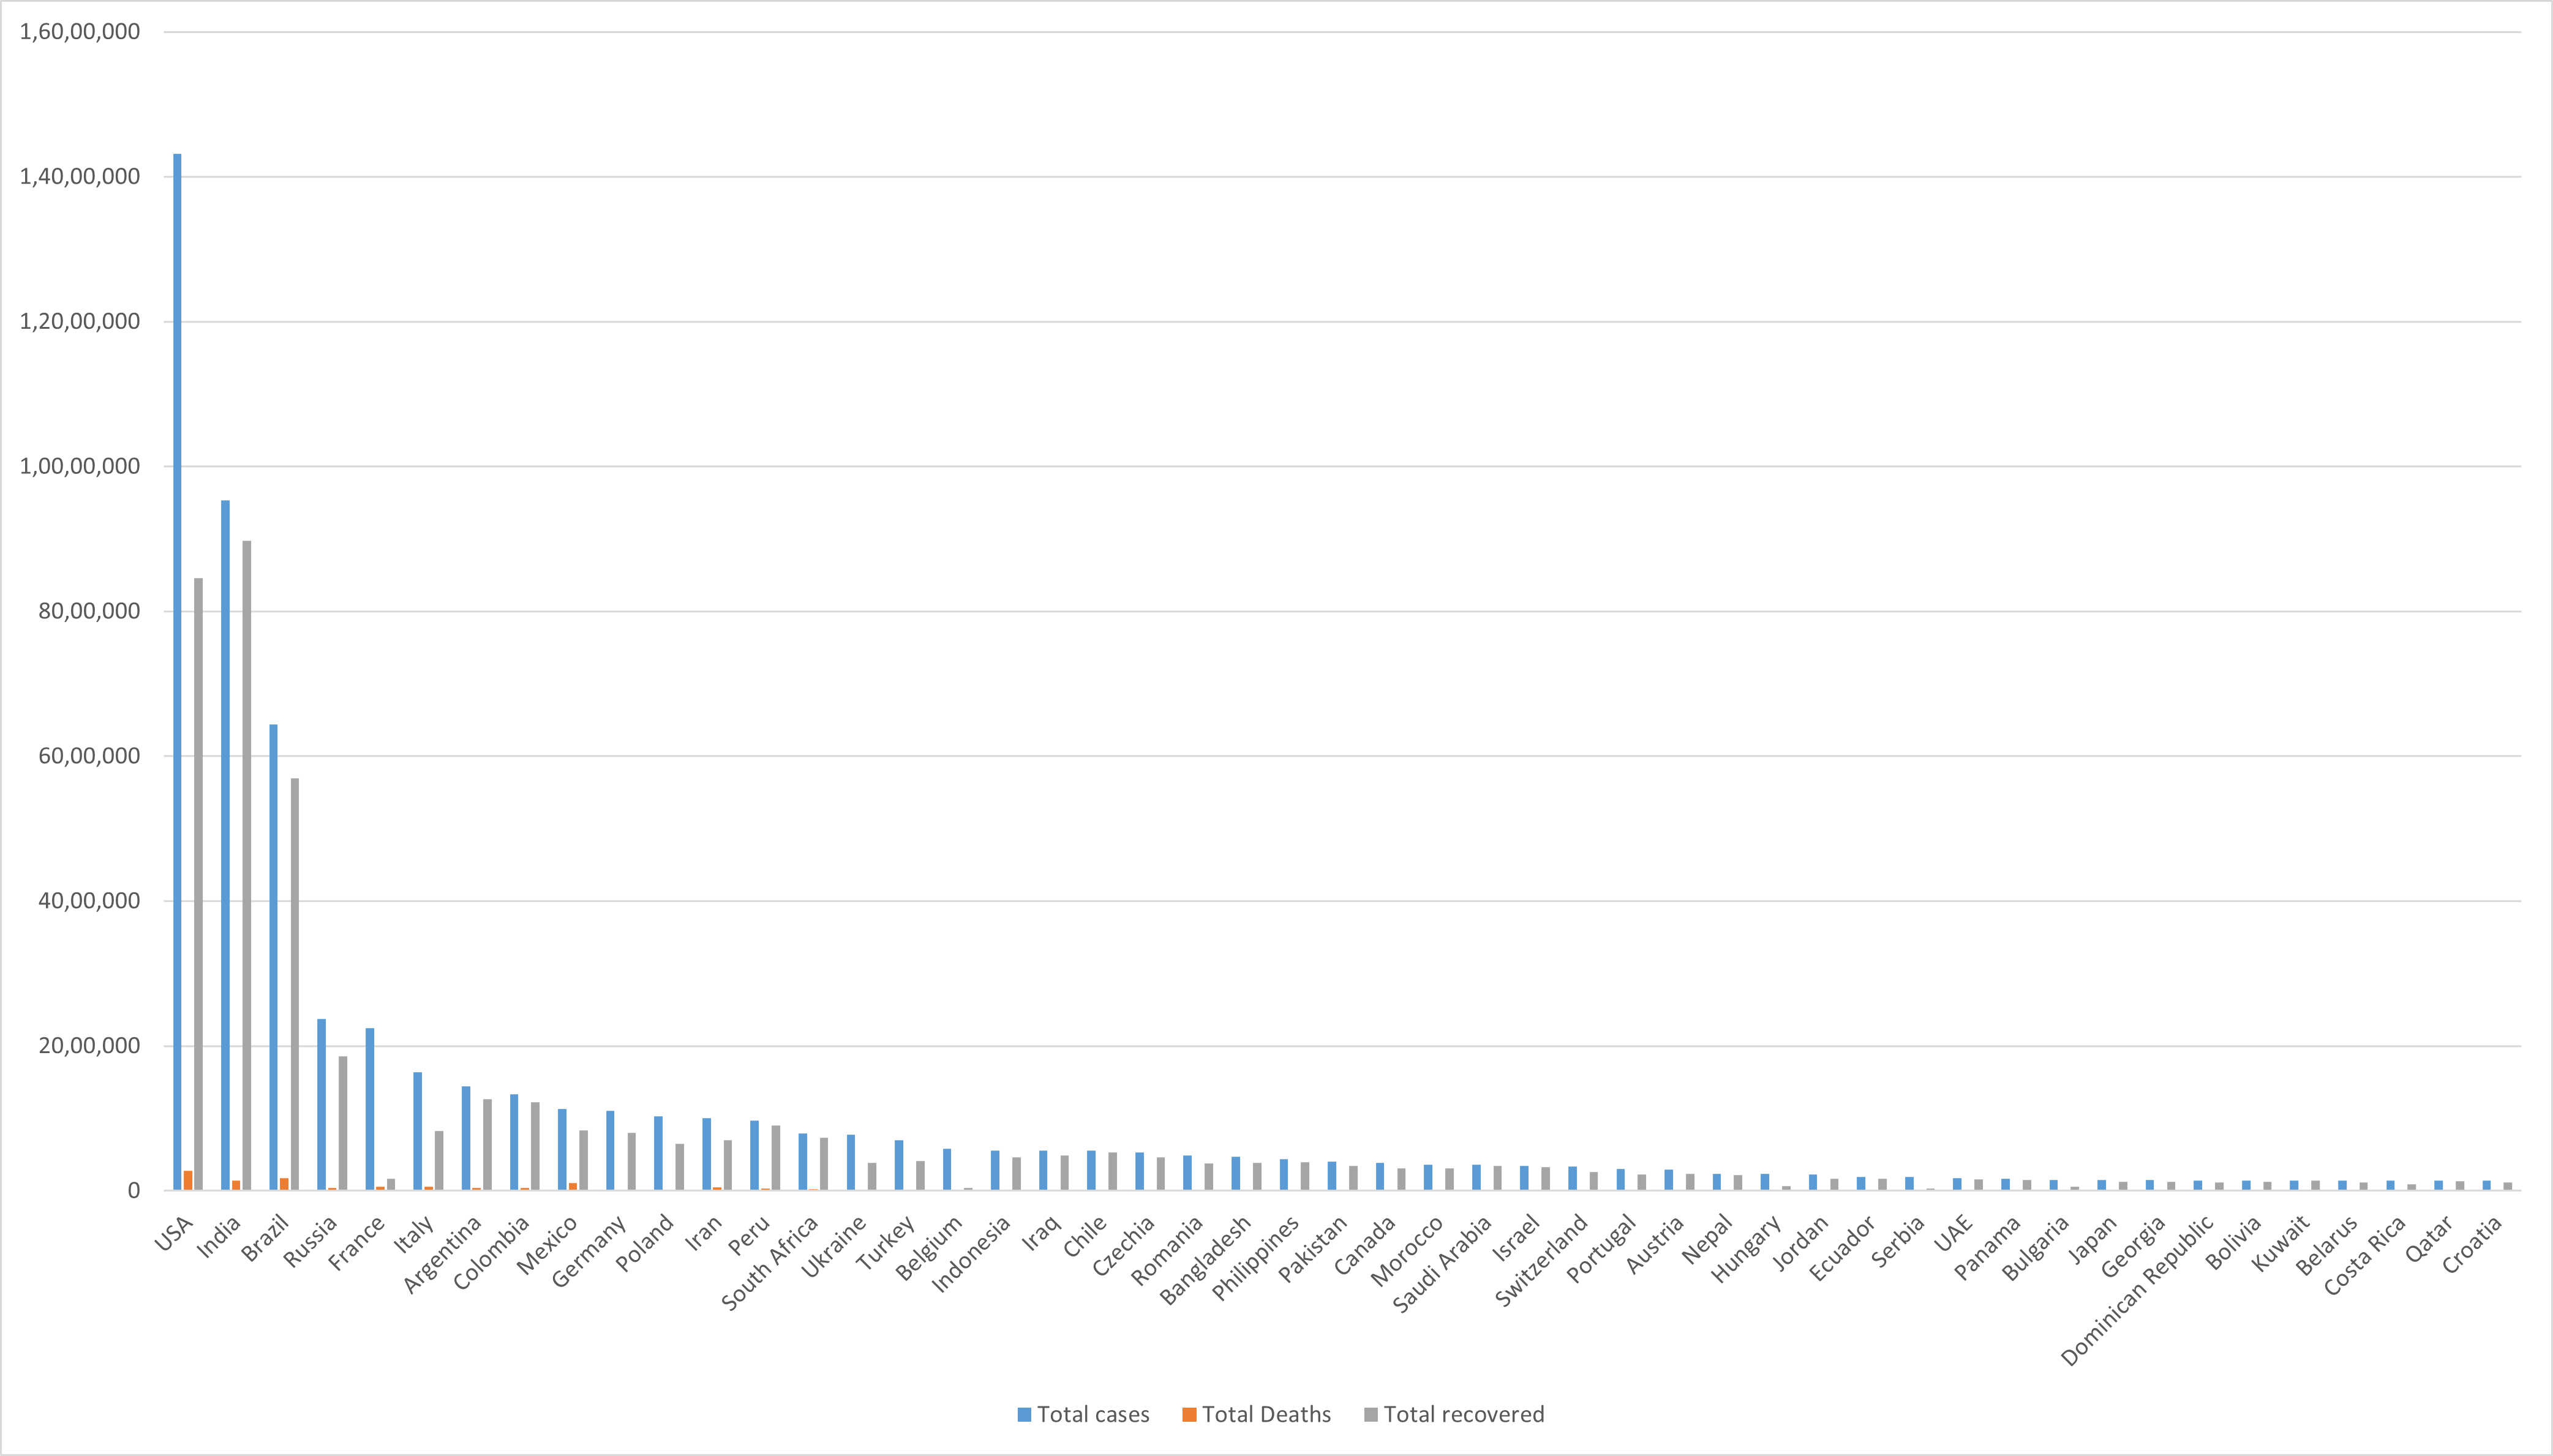 1,60,00,000
1,40,00,000
1,20,00,000
1,00,00,000
80,00,000
60,00,000
40,00,000
20,00,000
0
USA
India
Brazil
Russia
France
Italy
Argentina
Colombia
Mexico
Germany
Poland
Iran
Peru
South Africa
Ukraine
Turkey
Belgium
Indonesia
Iraq
Chile
Czechia
Romania
Bangladesh
Philippines
Pakistan
Canada
Morocco
Saudi Arabia
Israel
Switzerland
Portugal
Austria
Nepal
Hungary
Jordan
Ecuador
Serbia
UAE
Panama
Bulgaria
Japan
Georgia
Dominican Republic
Bolivia
Kuwait
Belarus
Costa Rica
Qatar
Croatia
Total cases
Total Deaths
Total recovered